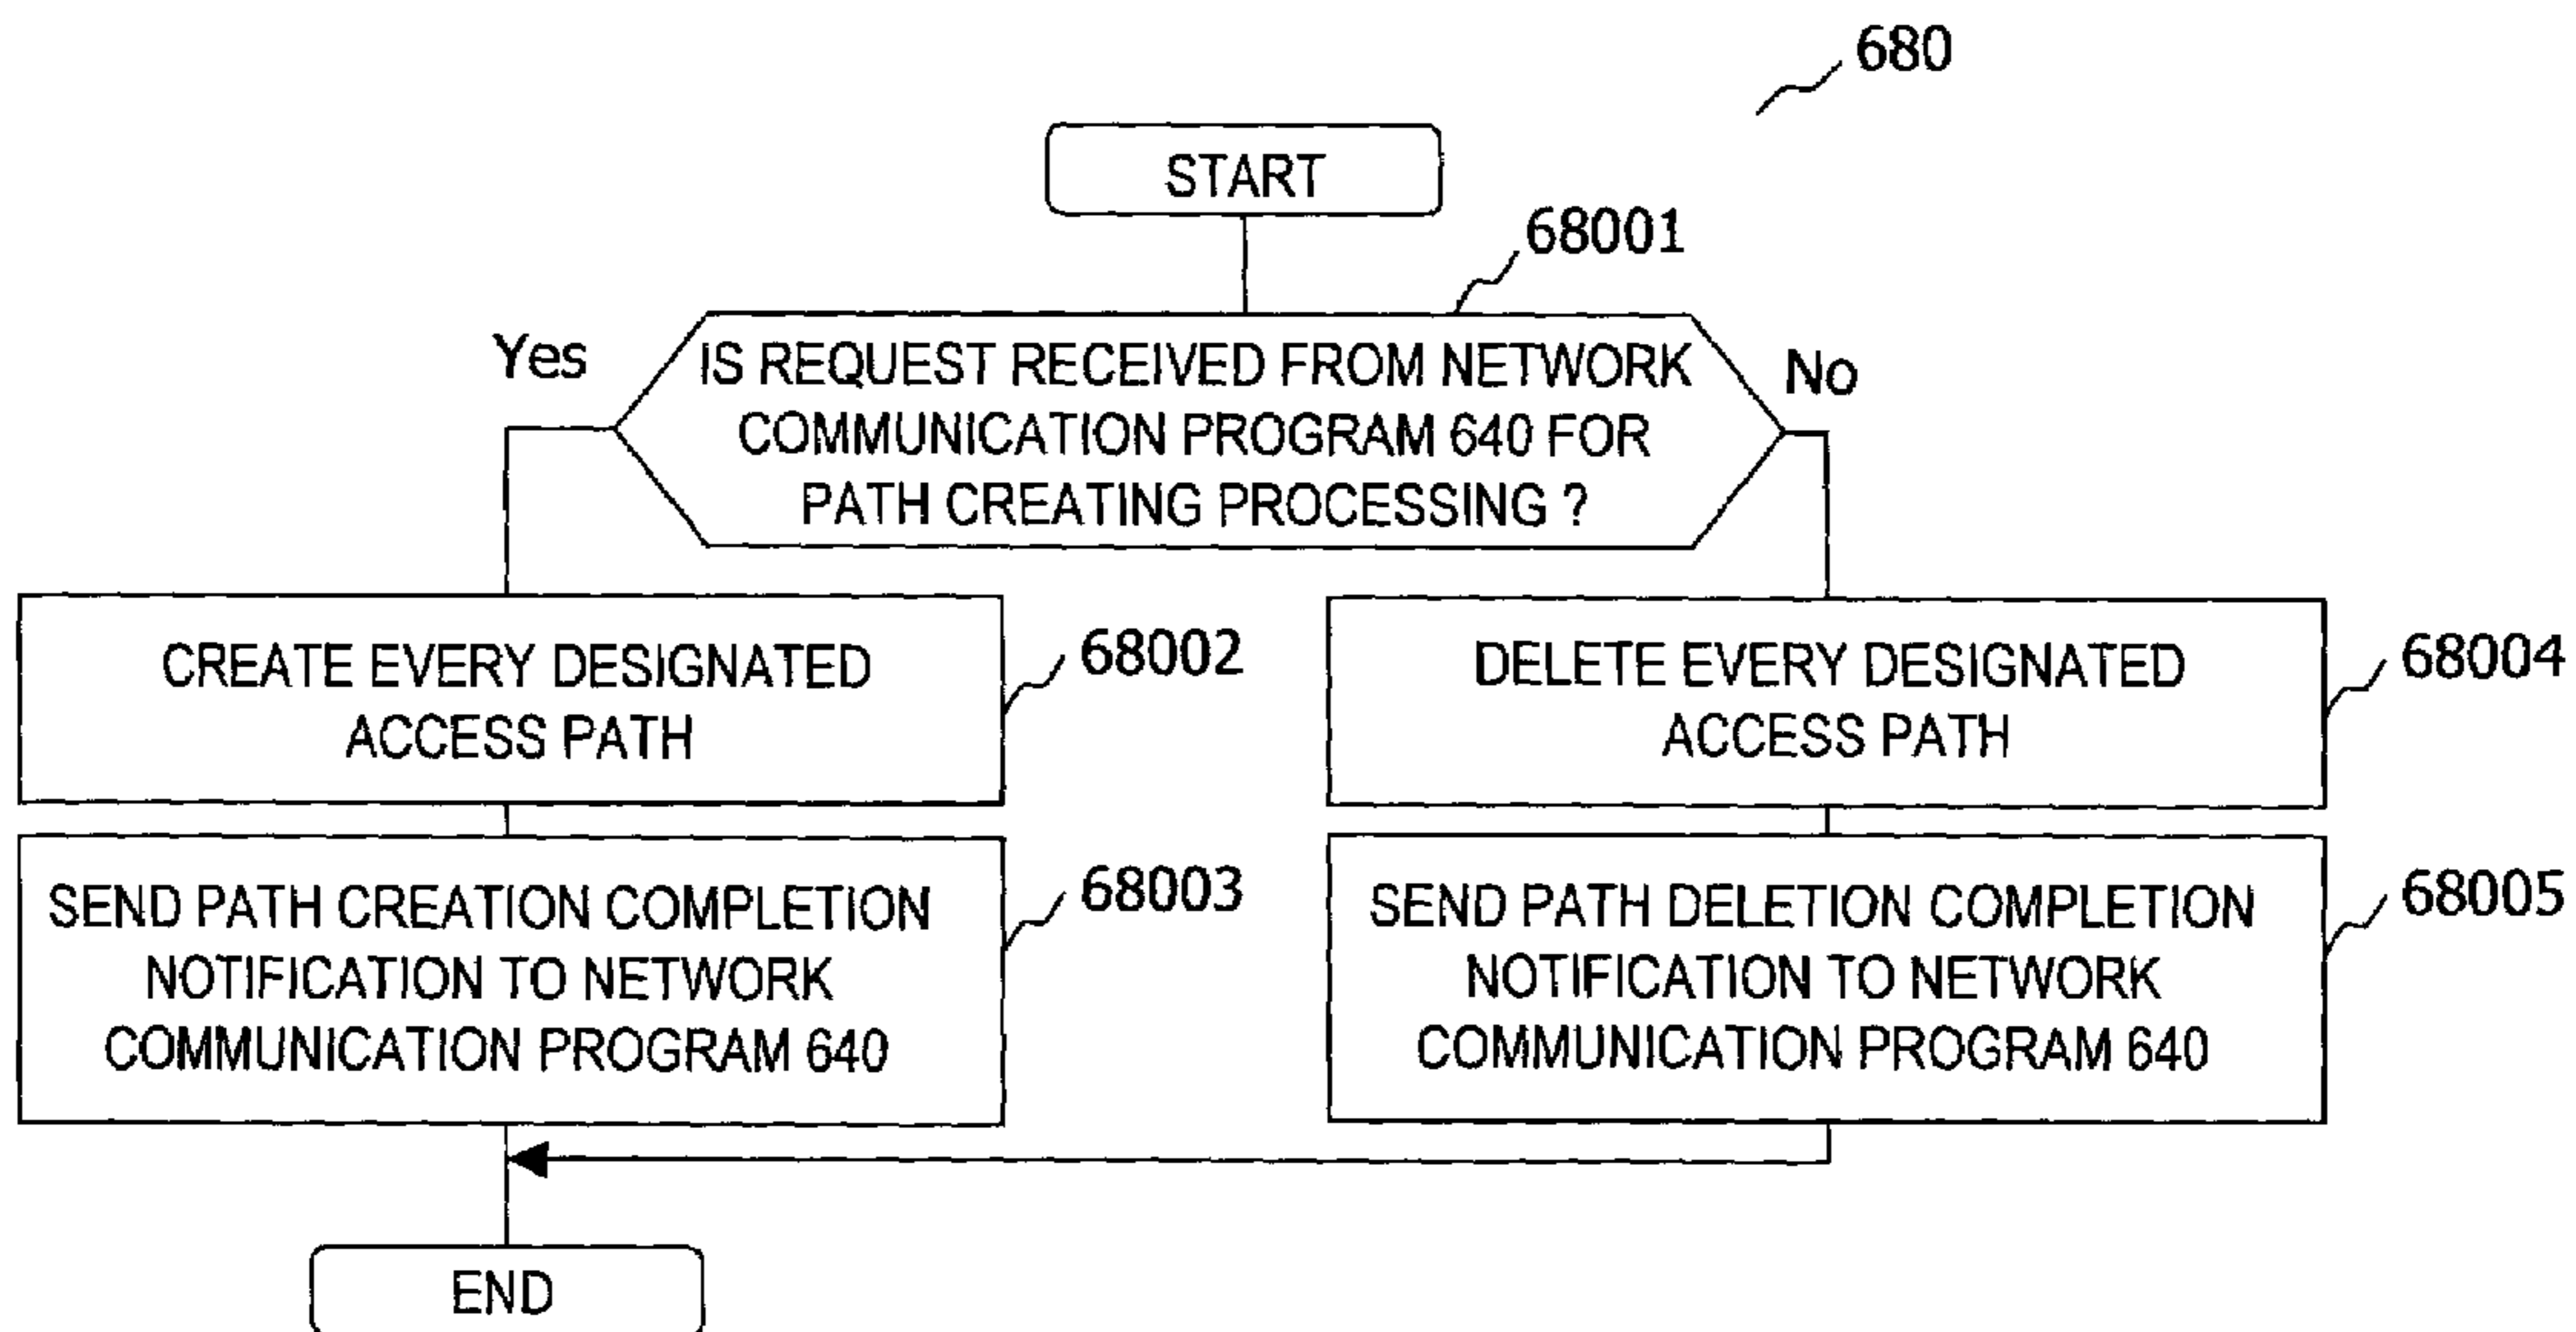 680
START
68001
Yes
IS REQUEST RECEIVED FROM NETWORK
COMMUNICATION PROGRAM 640 FOR
PATH CREATING PROCESSING ?
No
CREATE EVERY DESIGNATED
ACCESS PATH
68002
DELETE EVERY DESIGNATED
ACCESS PATH
68004
SEND PATH CREATION COMPLETION
NOTIFICATION TO NETWORK
COMMUNICATION PROGRAM 640
68003
SEND PATH DELETION COMPLETION
NOTIFICATION TO NETWORK
COMMUNICATION PROGRAM 640
68005
END